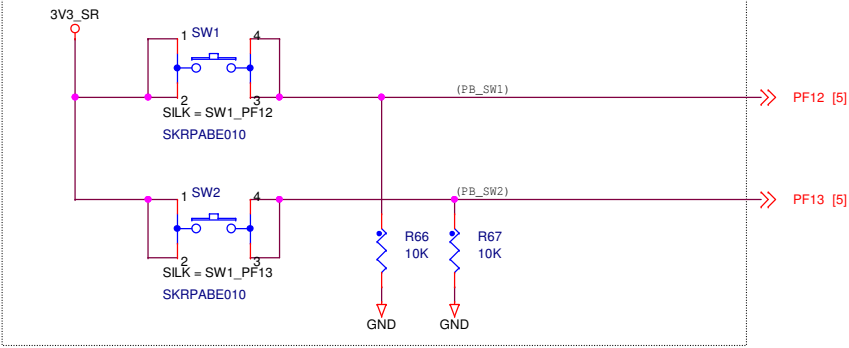 3V3_SR
1 SW1 4
2 3
(PB_SW1)
PF12 [5]
SILK = SW1_PF12
SKRPABE010
1 SW2 4
(PB_SW2)
PF13 [5]
2 3
SILK = SW1_PF13
SKRPABE010
R66
10K
R67
10K
GND
GND